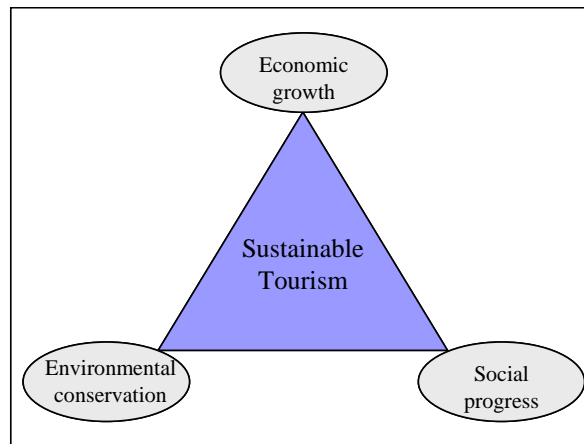 Economic
growth
Sustainable
Tourism
Environmental
conservation
Social
progress